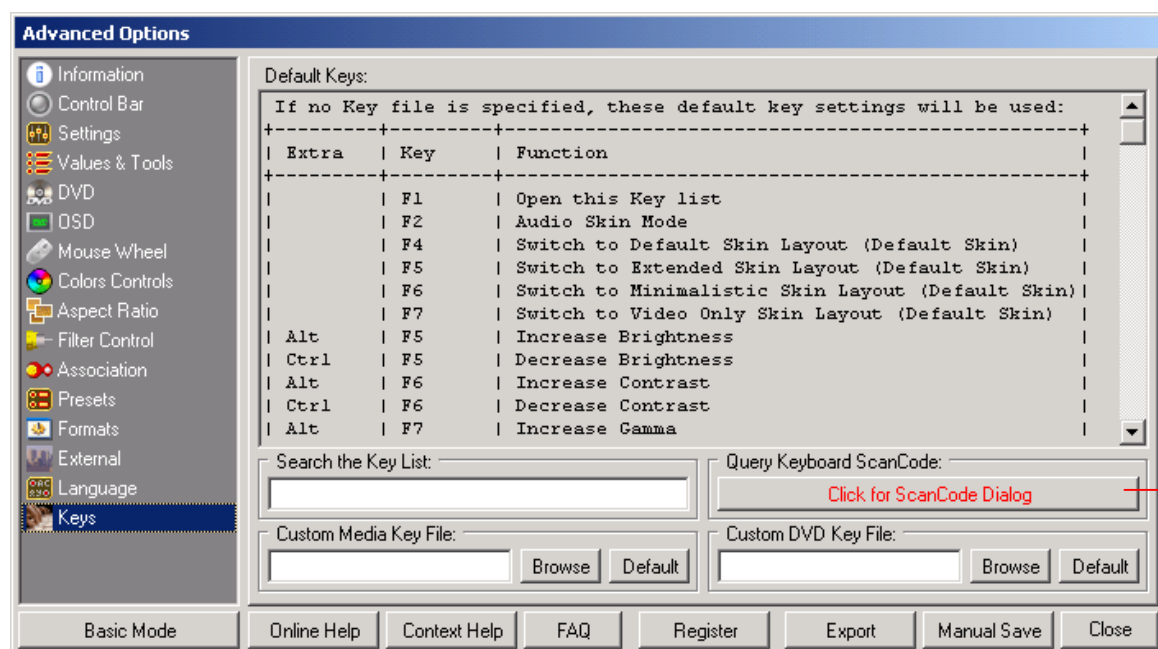 Advanced Options
Information
Control Bar
Settings
Values & Tools
DVD
OSD
Mouse Wheel
Colors Controls
Aspect Ratio
Filter Control
Association
Presets
Formats
External
Language
Keys
Default Keys:
If no Key file is specified, these default key settings will be used:
+---------+---------+---------------------------------------------------+
| Extra | Key | Function |
+---------+---------+---------------------------------------------------+
| | F1 | Open this Key list |
| | F2 | Audio Skin Mode |
| | F4 | Switch to Default Skin Layout (Default Skin) |
| | F5 | Switch to Extended Skin Layout (Default Skin) |
| | F6 | Switch to Minimalistic Skin Layout (Default Skin)|
| | F7 | Switch to Video Only Skin Layout (Default Skin) |
| Alt | F5 | Increase Brightness |
| Ctrl | F5 | Decrease Brightness |
| Alt | F6 | Increase Contrast |
| Ctrl | F6 | Decrease Contrast |
| Alt | F7 | Increase Gamma |
Search the Key List:
Query Keyboard ScanCode:
Click for ScanCode Dialog
Custom Media Key File:
Browse Default
Custom DVD Key File:
Browse Default
Basic Mode Online Help Context Help FAQ Register Export Manual Save Close